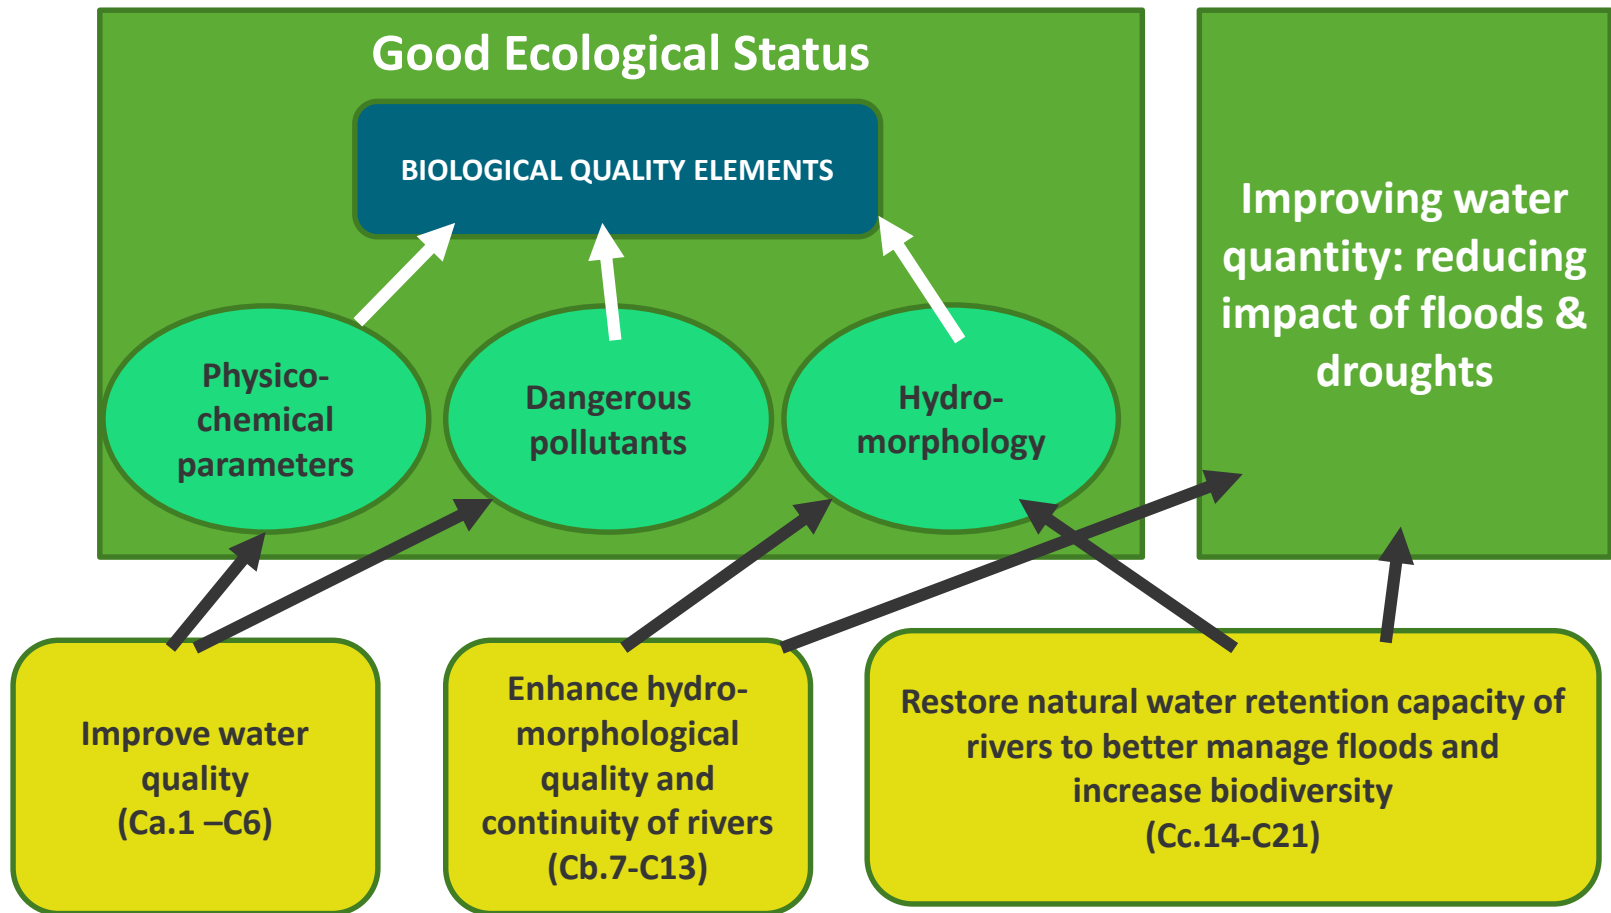 Good Ecological Status
BIOLOGICAL QUALITY ELEMENTS
Physico-
chemical
parameters
Dangerous
pollutants
Hydro-
morphology
Improving water
quantity: reducing
impact of floods &
droughts
Improve water
quality
(Ca.1 –C6)
Enhance hydro-
morphological
quality and
continuity of rivers
(Cb.7-C13)
Restore natural water retention capacity of
rivers to better manage floods and
increase biodiversity
(Cc.14-C21)